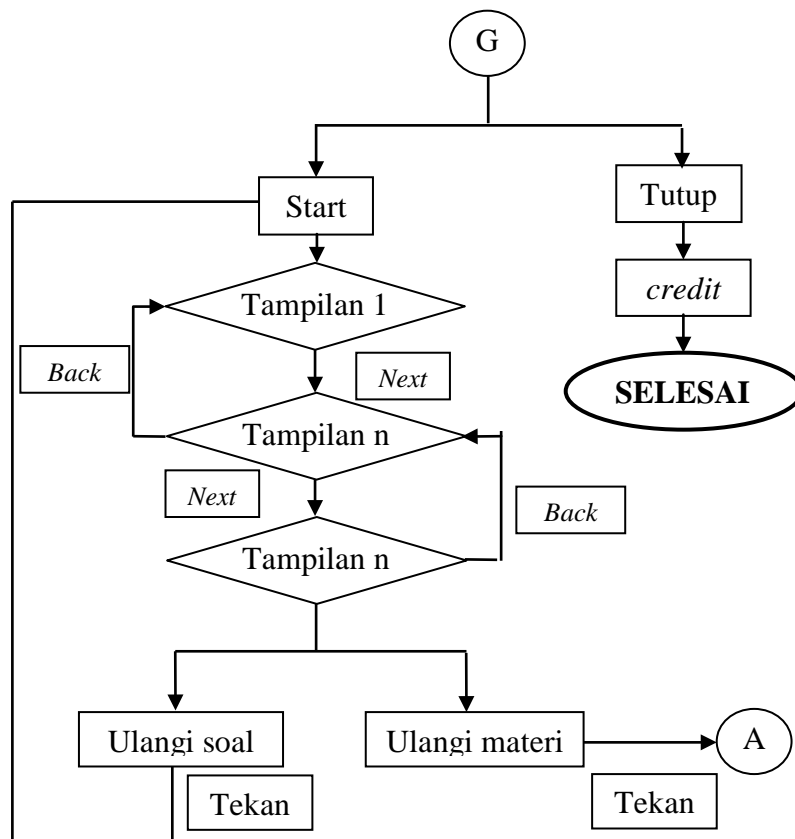 G
Start
Tutup
Tampilan 1
credit
Back
Next
SELESAI
Tampilan n
Next
Back
Tampilan n
Ulangi soal
Ulangi materi
A
Tekan
Tekan